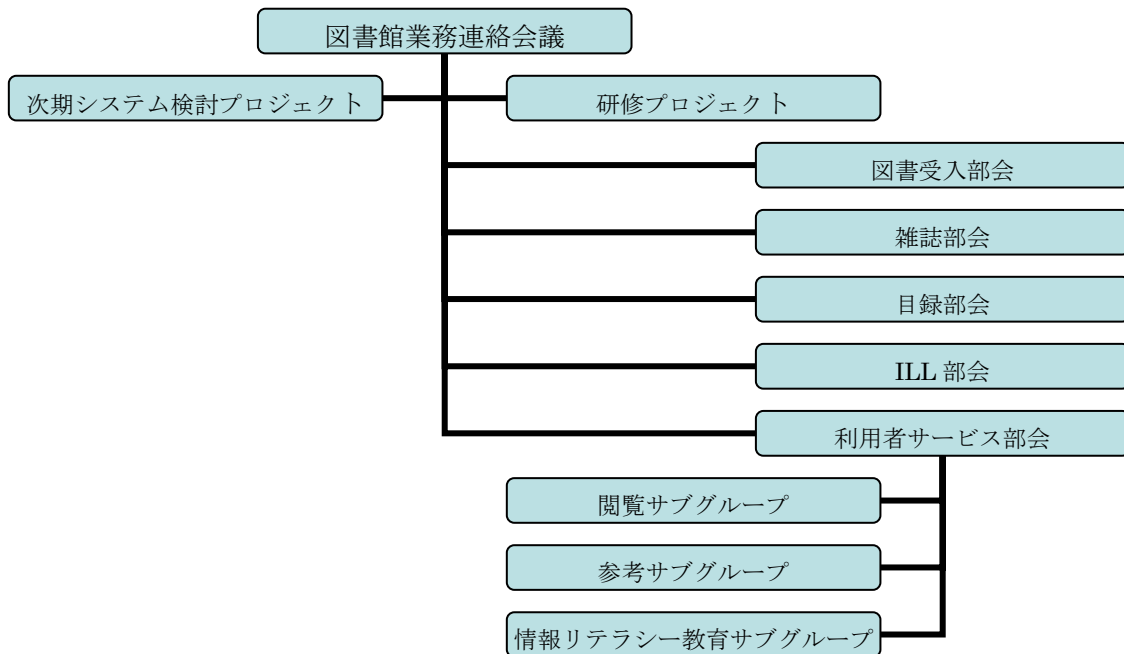 図書館業務連絡会議
次期システム検討プロジェクト
研修プロジェクト
図書受入部会
雑誌部会
目録部会
ILL 部会
利用者サービス部会
閲覧サブグループ
参考サブグループ
情報リテラシー教育サブグループ